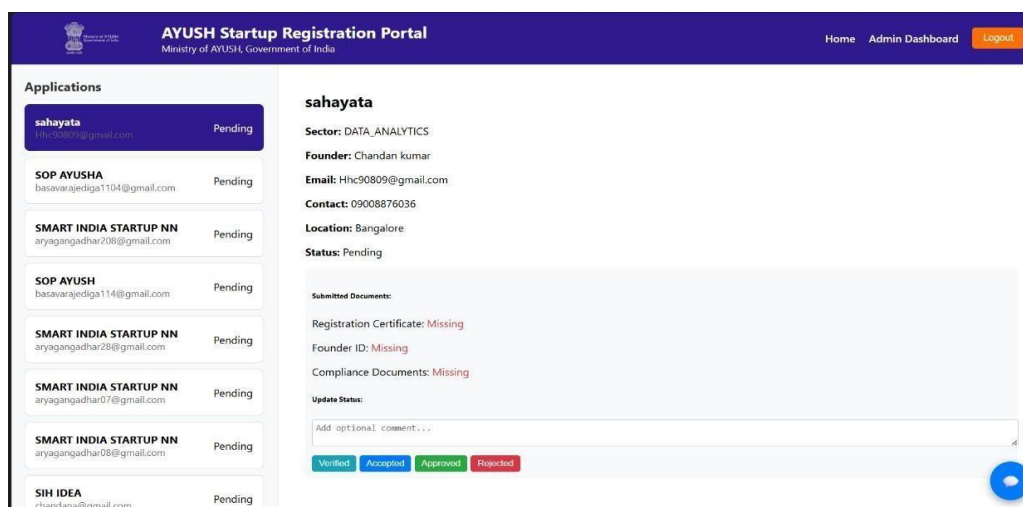 AYUSH Startup Registration Portal
Ministry of AYUSH, Government of India
Home Admin Dashboard Logout
Applications
sahayata
Hhc90809@gmail.com
Pending
SOP AYUSHA
basavarajediga1104@gmail.com
Pending
SMART INDIA STARTUP NN
aryagangadhar208@gmail.com
Pending
SOP AYUSH
basavarajediga114@gmail.com
Pending
SMART INDIA STARTUP NN
aryagangadhar28@gmail.com
Pending
SMART INDIA STARTUP NN
aryagangadhar07@gmail.com
Pending
SMART INDIA STARTUP NN
aryagangadhar08@gmail.com
Pending
SIH IDEA
chandana@gmail.com
Pending
sahayata
Sector: DATA_ANALYTICS
Founder: Chandan kumar
Email: Hhc90809@gmail.com
Contact: 09008876036
Location: Bangalore
Status: Pending
Submitted Documents:
Registration Certificate: Missing
Founder ID: Missing
Compliance Documents: Missing
Update Status:
Add optional comment...
Verified Accepted Approved Rejected